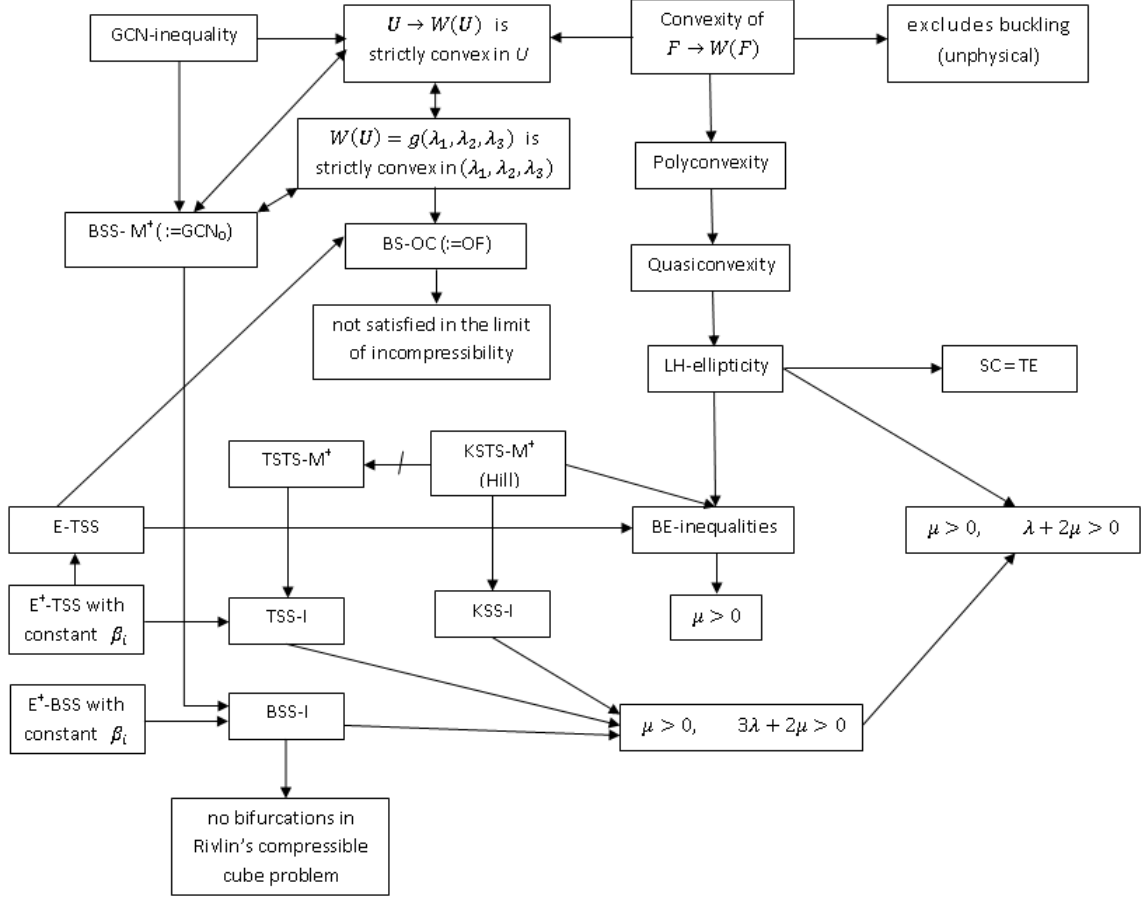 GCN-inequality
U → W(U) is
strictly convex in U
Convexity of
F → W(F)
excludes buckling
(unphysical)
W(U) = g(λ₁, λ₂, λ₃) is
strictly convex in (λ₁, λ₂, λ₃)
Polyconvexity
BSS- M⁺ (:=GCN₀)
BS-OC (:=OF)
Quasiconvexity
not satisfied in the limit
of incompressibility
LH-ellipticity
SC = TE
TSTS-M⁺
KSTS-M⁺
(Hill)
E-TSS
BE-inequalities
μ > 0, λ + 2μ > 0
E⁺-TSS with
constant βᵢ
TSS-I
KSS-I
μ > 0
E⁺-BSS with
constant βᵢ
BSS-I
μ > 0, 3λ + 2μ > 0
no bifurcations in
Rivlin's compressible
cube problem